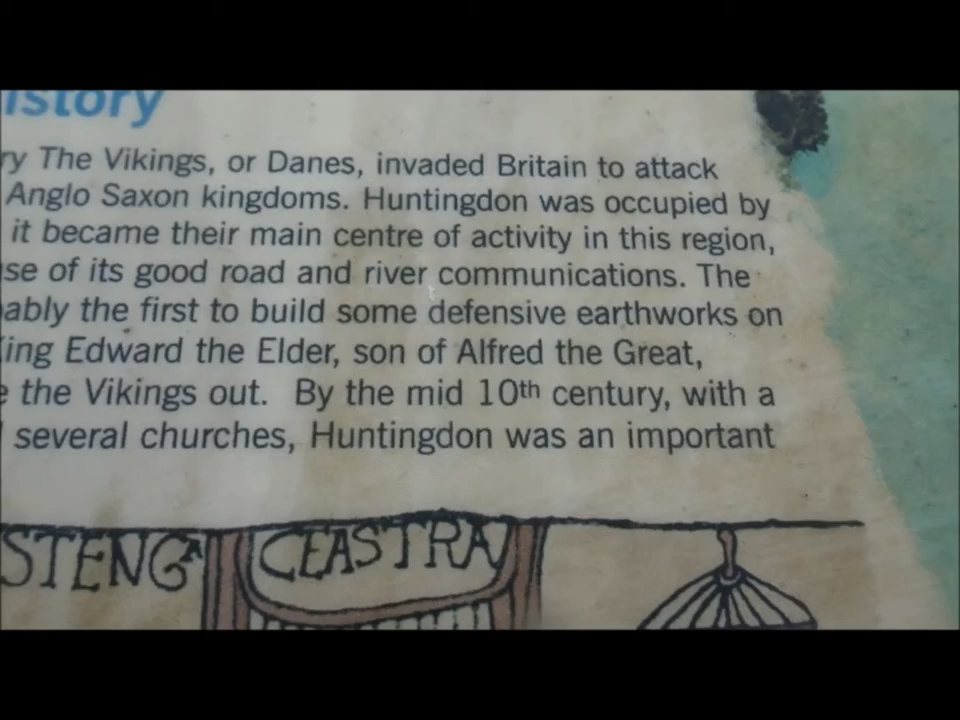 istory
ry The Vikings, or Danes, invaded Britain to attack
Anglo Saxon kingdoms. Huntingdon was occupied by
it became their main centre of activity in this region,
se of its good road and river communications. The
ably the first to build some defensive earthworks on
King Edward the Elder, son of Alfred the Great,
e the Vikings out. By the mid 10th century, with a
several churches, Huntingdon was an important
STENGA CEASTRA